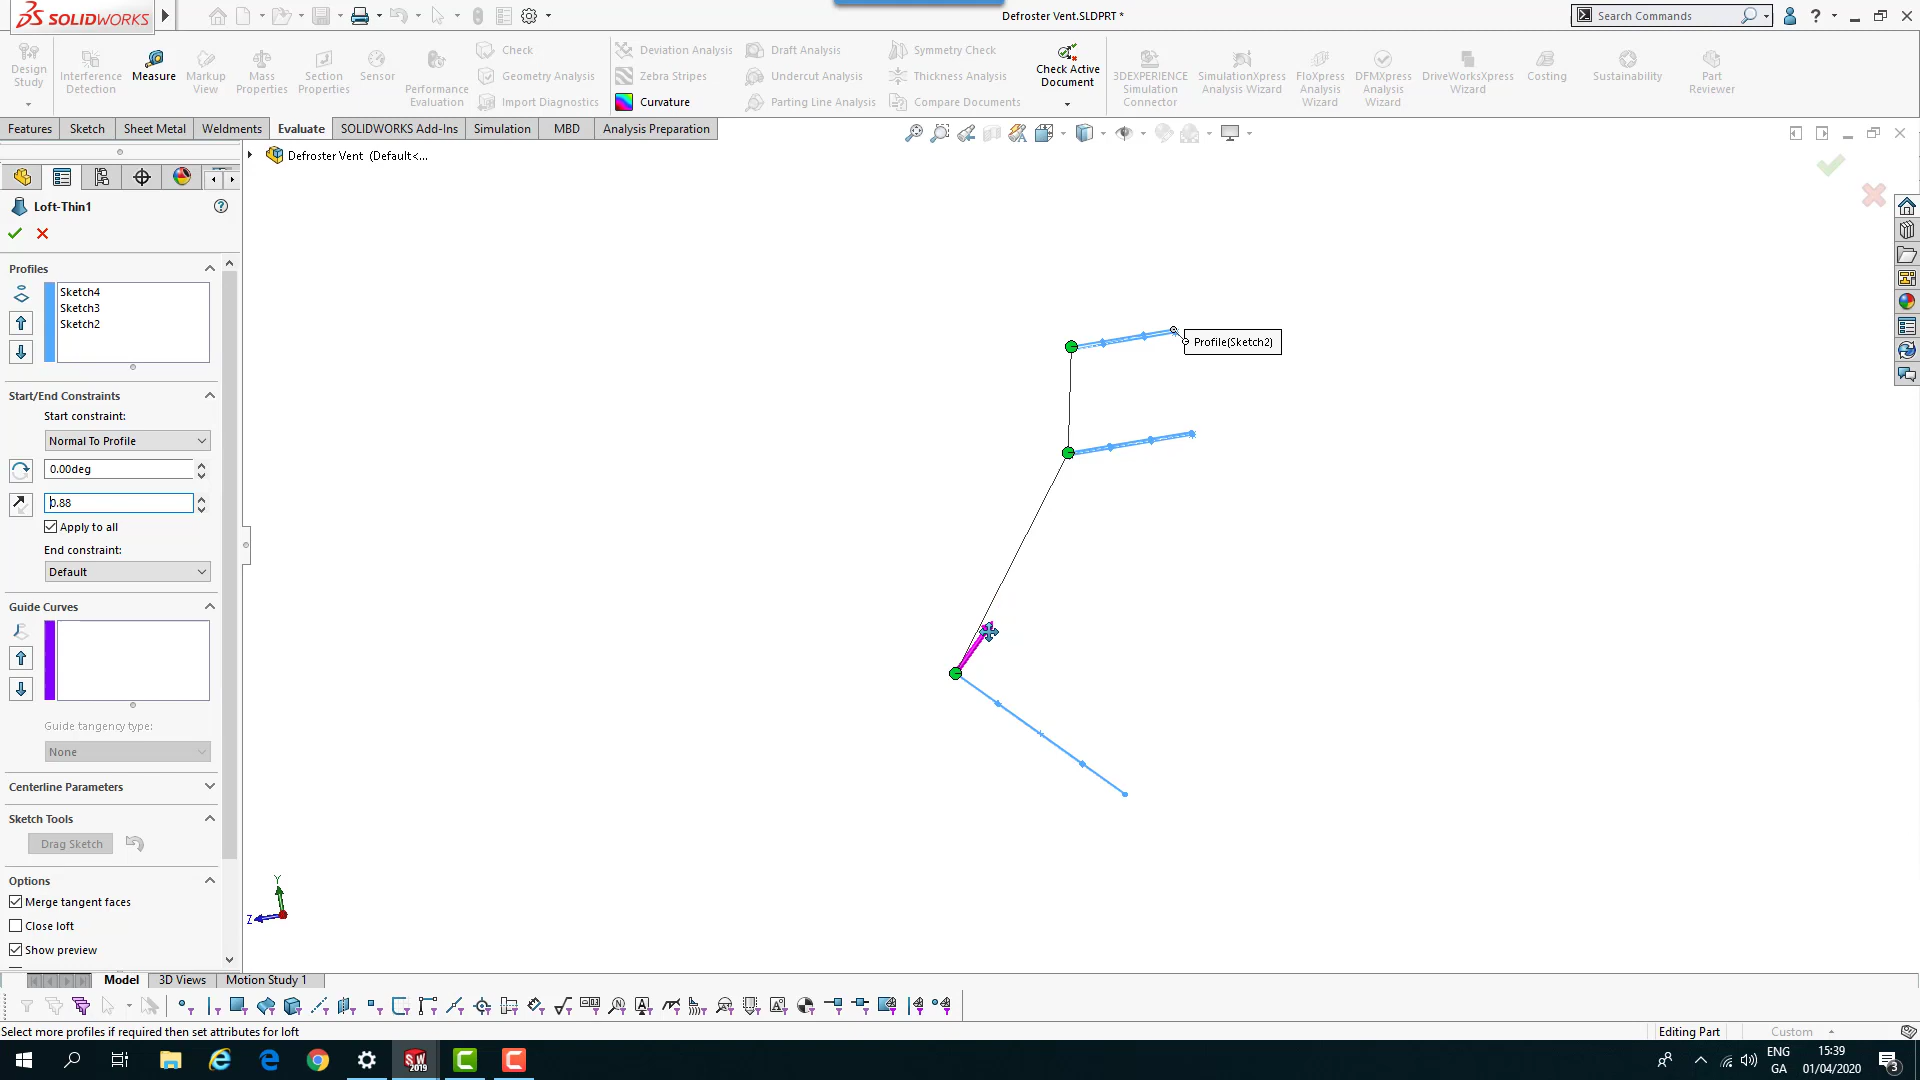 SOLIDWORKS
Defroster Vent.SLDPRT *
Search Commands
Design Study
Interference Detection
Measure
Markup View
Mass Properties
Section Properties
Sensor
Performance Evaluation
Check
Geometry Analysis
Import Diagnostics
Deviation Analysis
Zebra Stripes
Curvature
Draft Analysis
Undercut Analysis
Parting Line Analysis
Symmetry Check
Thickness Analysis
Compare Documents
Check Active Document
3DEXPERIENCE Simulation Connector
SimulationXpress Analysis Wizard
FloXpress Analysis Wizard
DFMXpress Analysis Wizard
DriveWorksXpress Wizard
Costing
Sustainability
Part Reviewer
Features
Sketch
Sheet Metal
Weldments
Evaluate
SOLIDWORKS Add-Ins
Simulation
MBD
Analysis Preparation
Defroster Vent (Default<...
Loft-Thin1
Profiles
Sketch4
Sketch3
Sketch2
Start/End Constraints
Start constraint:
Normal To Profile
0.00deg
0.88
Apply to all
End constraint:
Default
Guide Curves
Guide tangency type:
None
Centerline Parameters
Sketch Tools
Drag Sketch
Options
Merge tangent faces
Close loft
Show preview
Profile(Sketch2)
Y
Z
Model
3D Views
Motion Study 1
Select more profiles if required then set attributes for loft
Editing Part
Custom
SW
2019
ENG
GA
15:39
01/04/2020
3